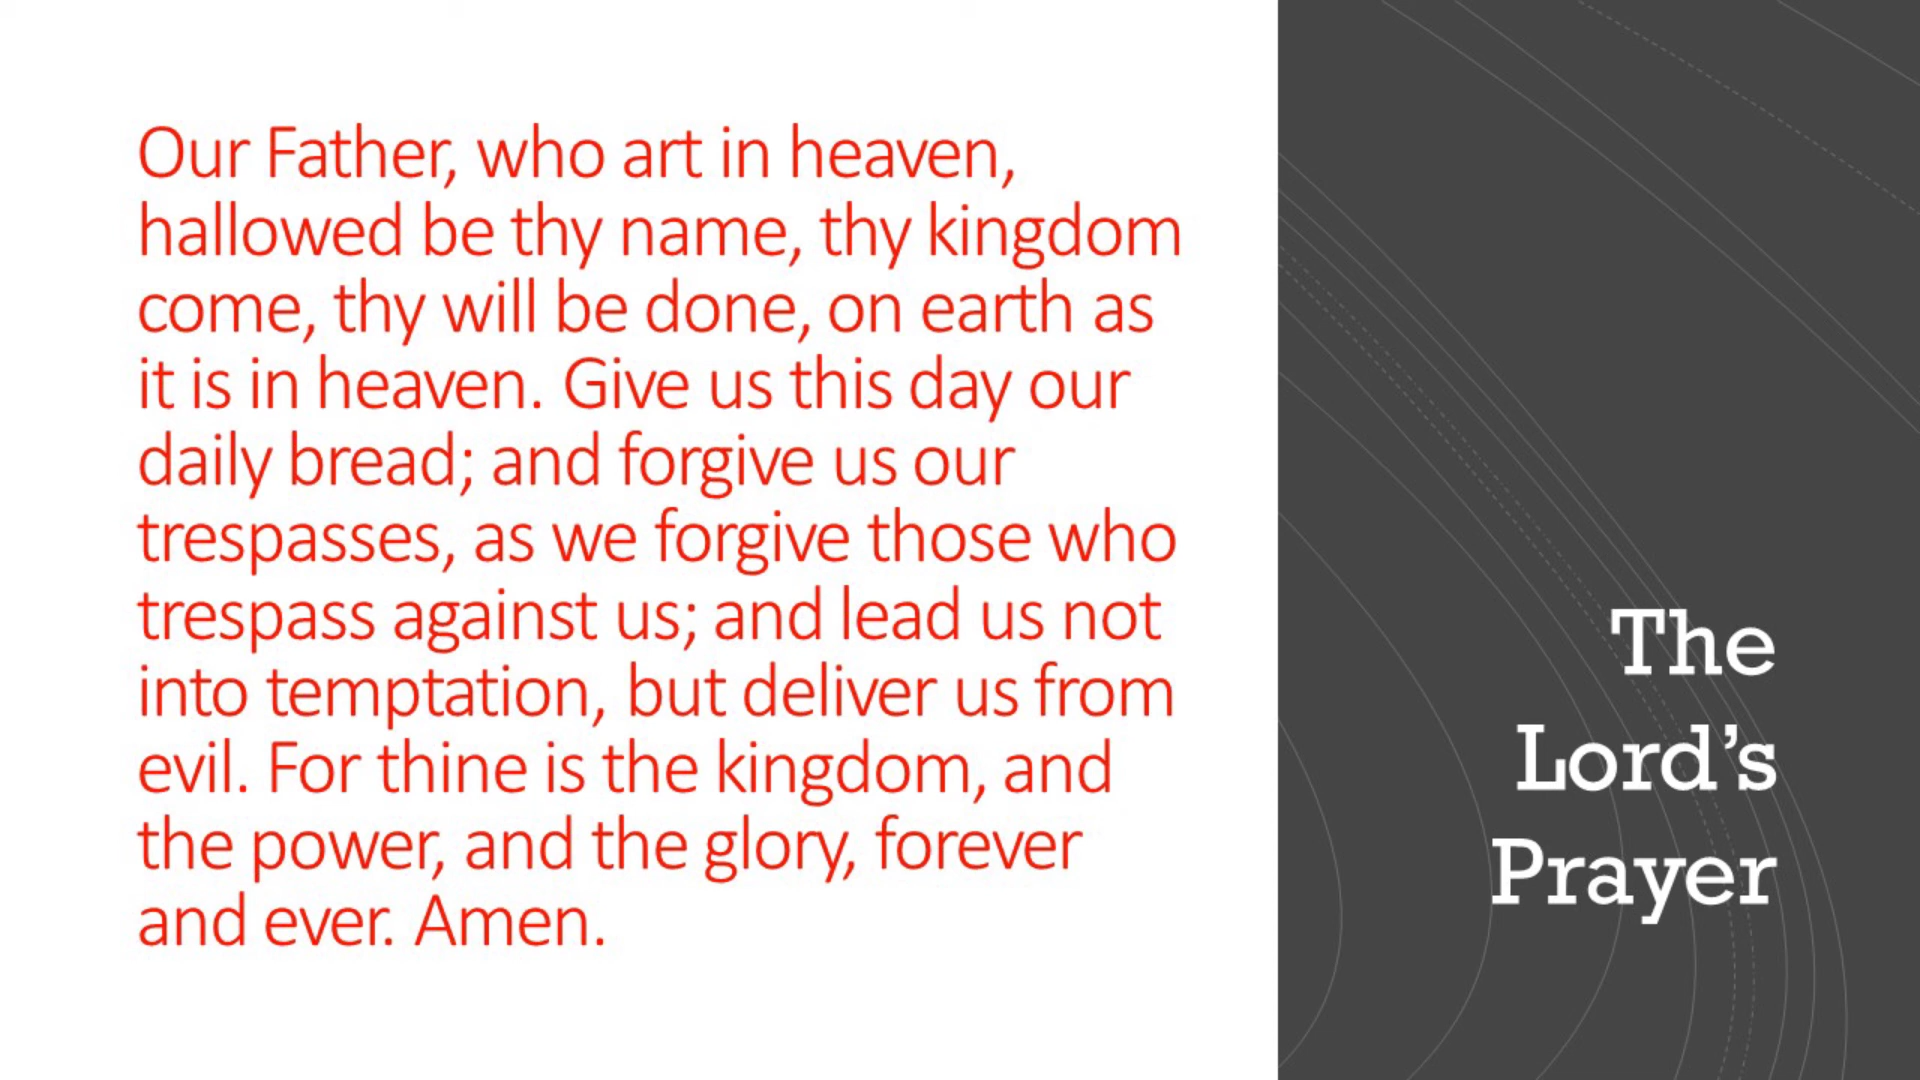 Our Father, who art in heaven,
hallowed be thy name, thy kingdom
come, thy will be done, on earth as
it is in heaven. Give us this day our
daily bread; and forgive us our
trespasses, as we forgive those who
trespass against us; and lead us not
into temptation, but deliver us from
evil. For thine is the kingdom, and
the power, and the glory, forever
and ever. Amen.
The
Lord’s
Prayer